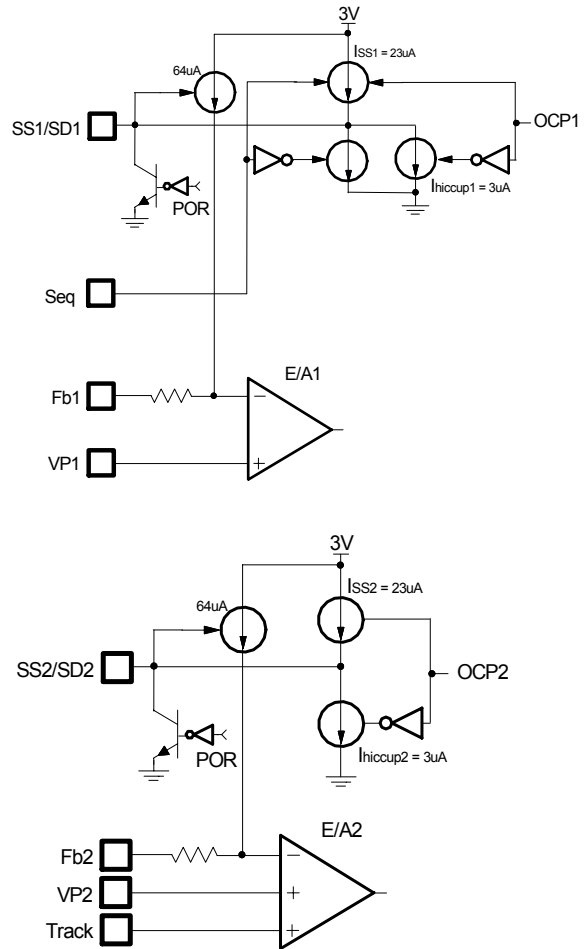 3V
ISS1 = 23uA
64uA
SS1/SD1
OCP1
Ihiccup1 = 3uA
POR
Seq
E/A1
Fb1
−
VP1
+
3V
ISS2 = 23uA
64uA
SS2/SD2
OCP2
POR
Ihiccup2 = 3uA
E/A2
Fb2
−
VP2
+
Track
+